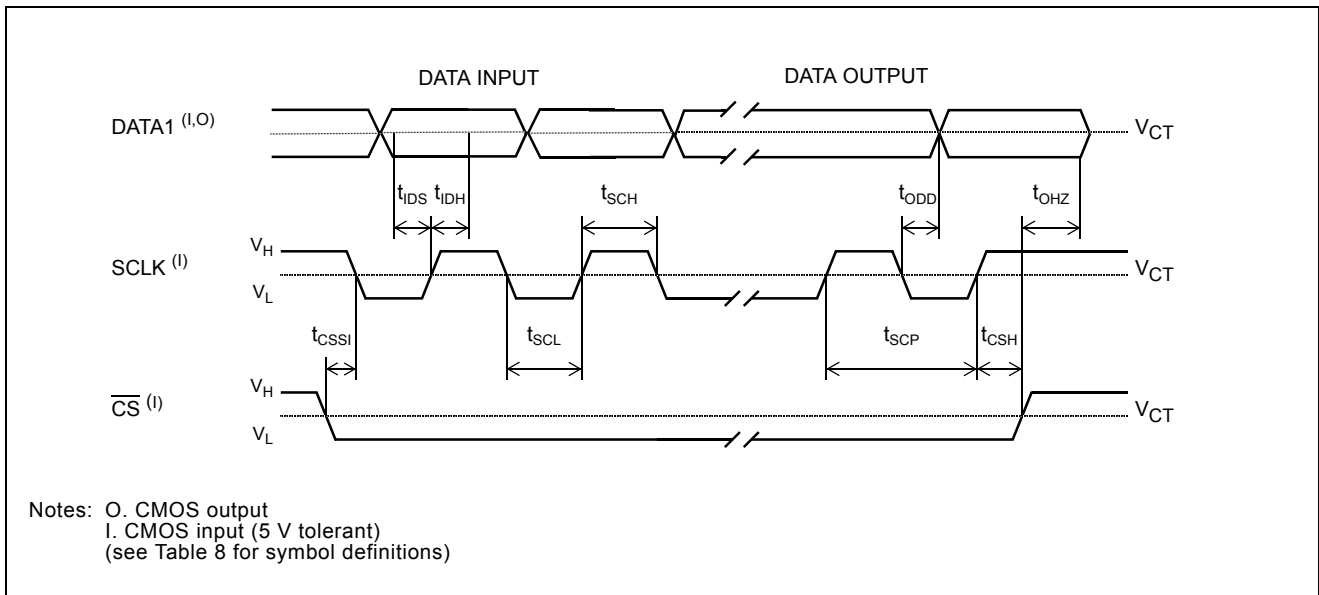 DATA INPUT DATA OUTPUT
DATA1 (I,O) VCT
tIDS tIDH tSCH tODD tOHZ
VH
SCLK (I) VCT
VL
tCSSI tSCL tSCP tCSH
VH
CS (I) VCT
VL
Notes: O. CMOS output
I. CMOS input (5 V tolerant)
(see Table 8 for symbol definitions)